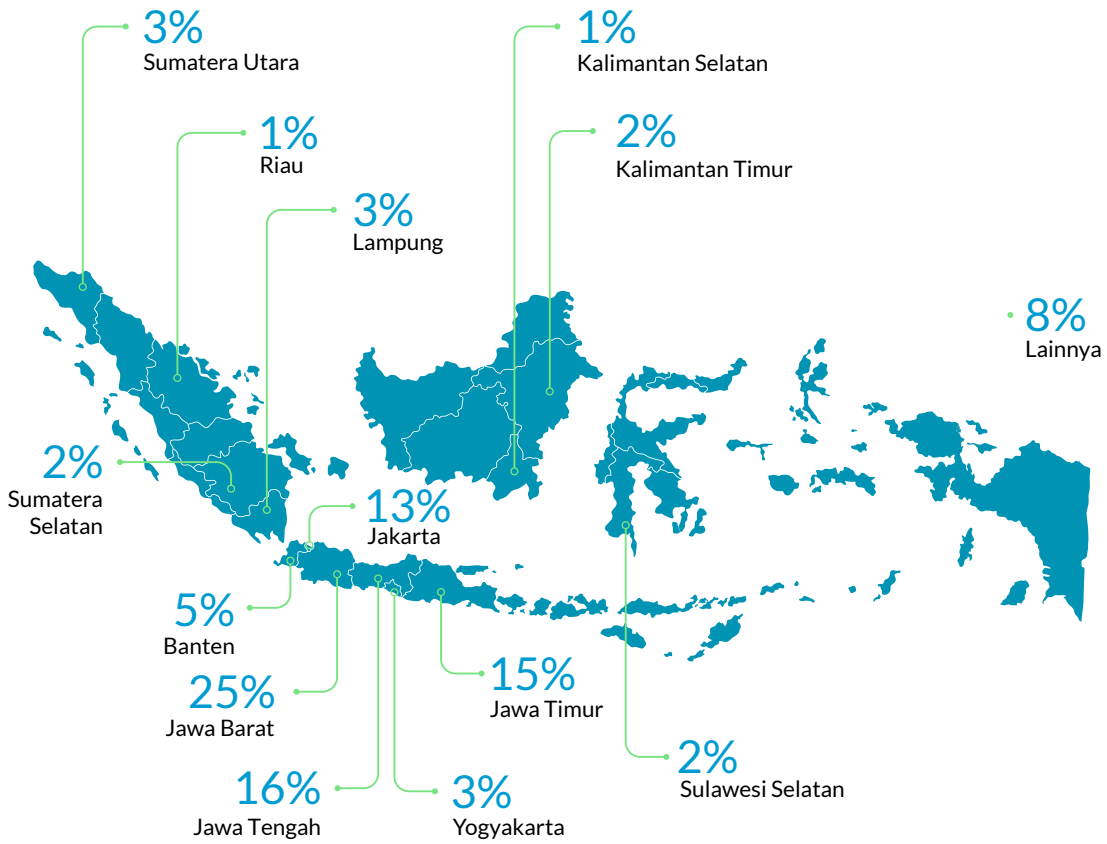 3%
Sumatera Utara
1%
Kalimantan Selatan
1%
Riau
2%
Kalimantan Timur
3%
Lampung
8%
Lainnya
2%
Sumatera
Selatan
13%
Jakarta
5%
Banten
25%
Jawa Barat
15%
Jawa Timur
2%
Sulawesi Selatan
16%
Jawa Tengah
3%
Yogyakarta